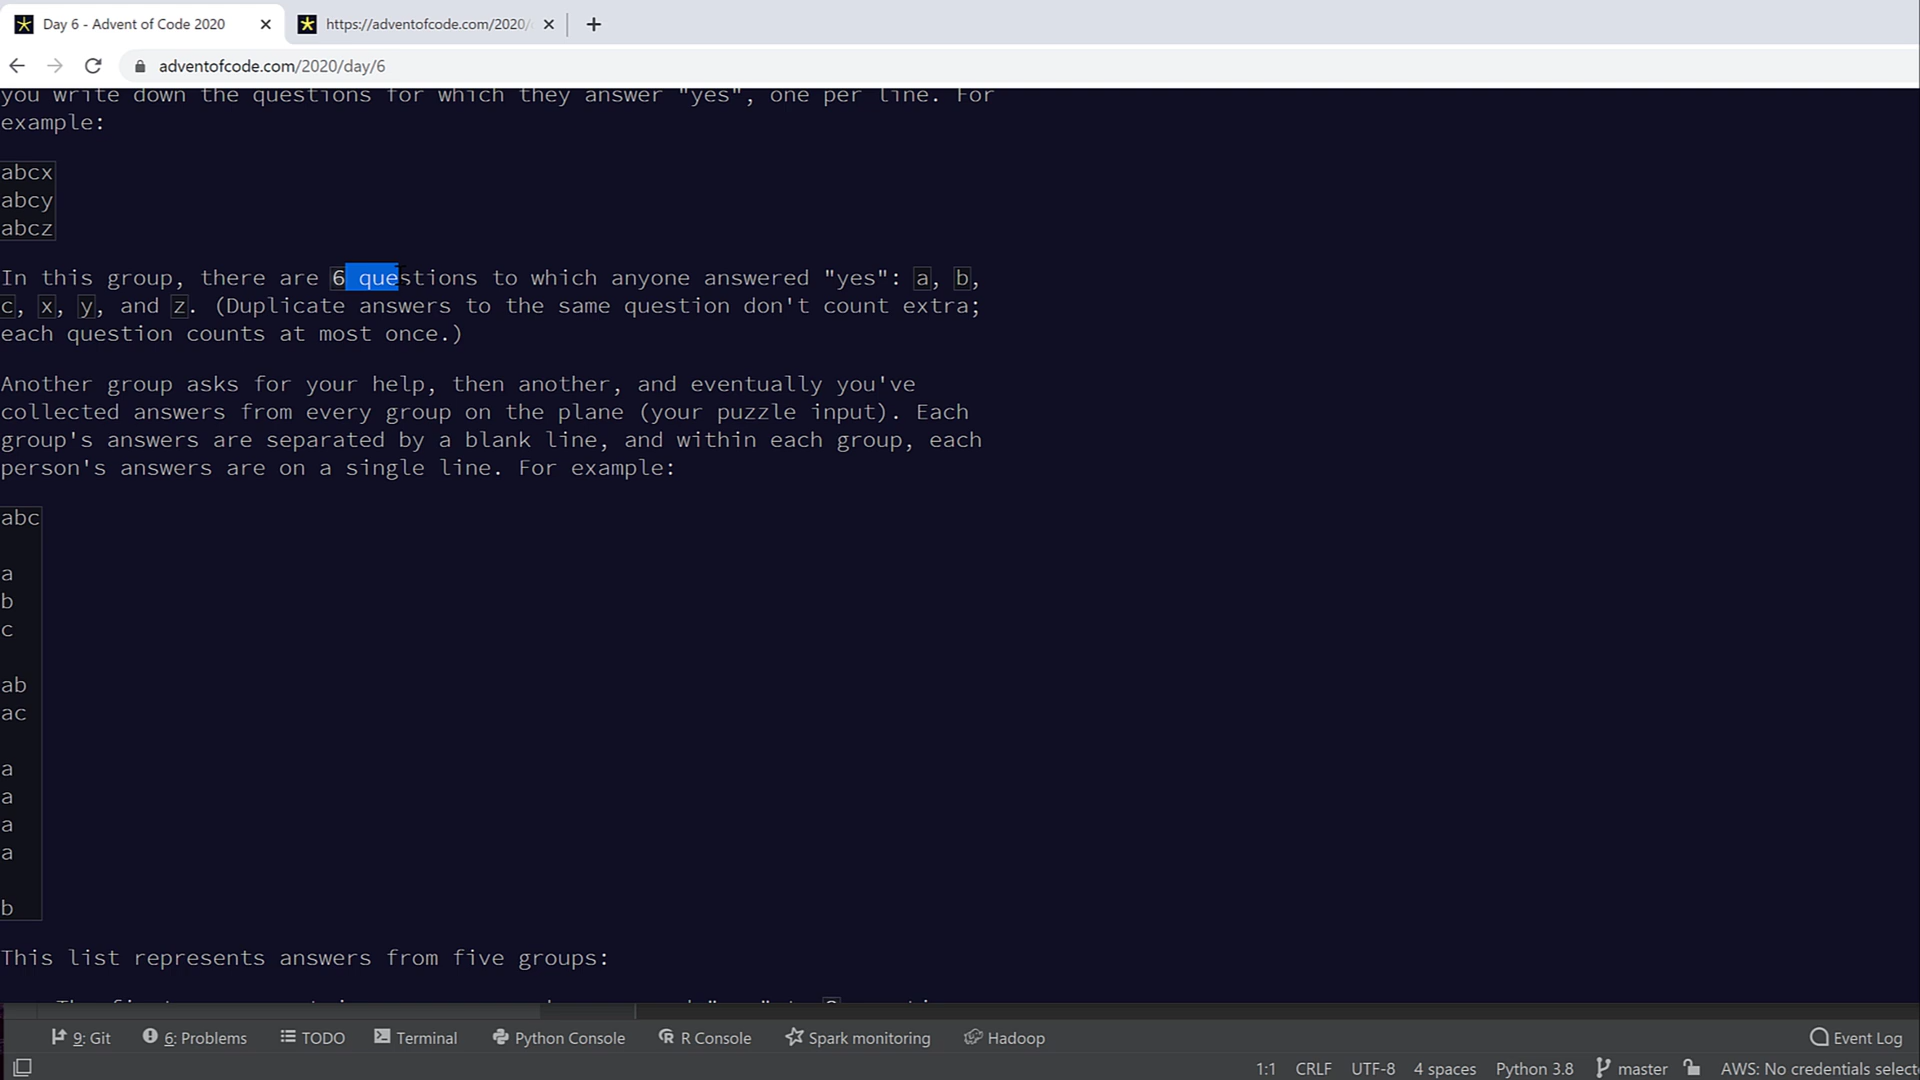 Day 6 - Advent of Code 2020
https://adventofcode.com/2020/
adventofcode.com/2020/day/6
you write down the questions for which they answer "yes", one per line. For
example:
abcx
abcy
abcz
In this group, there are 6 questions to which anyone answered "yes": a, b,
c, x, y, and z. (Duplicate answers to the same question don't count extra;
each question counts at most once.)
Another group asks for your help, then another, and eventually you've
collected answers from every group on the plane (your puzzle input). Each
group's answers are separated by a blank line, and within each group, each
person's answers are on a single line. For example:
abc
a
b
c
ab
ac
a
a
a
a
b
This list represents answers from five groups:
9: Git 6: Problems TODO Terminal Python Console R Console Spark monitoring Hadoop Event Log
1:1 CRLF UTF-8 4 spaces Python 3.8 master AWS: No credentials select